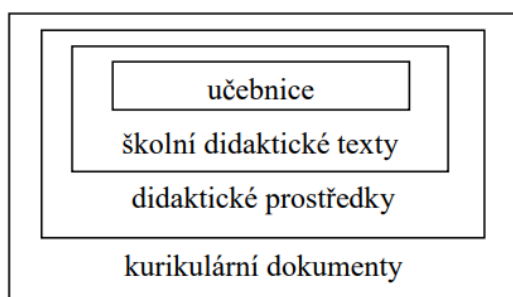 učebnice
školní didaktické texty
didaktické prostředky
kurikulární dokumenty